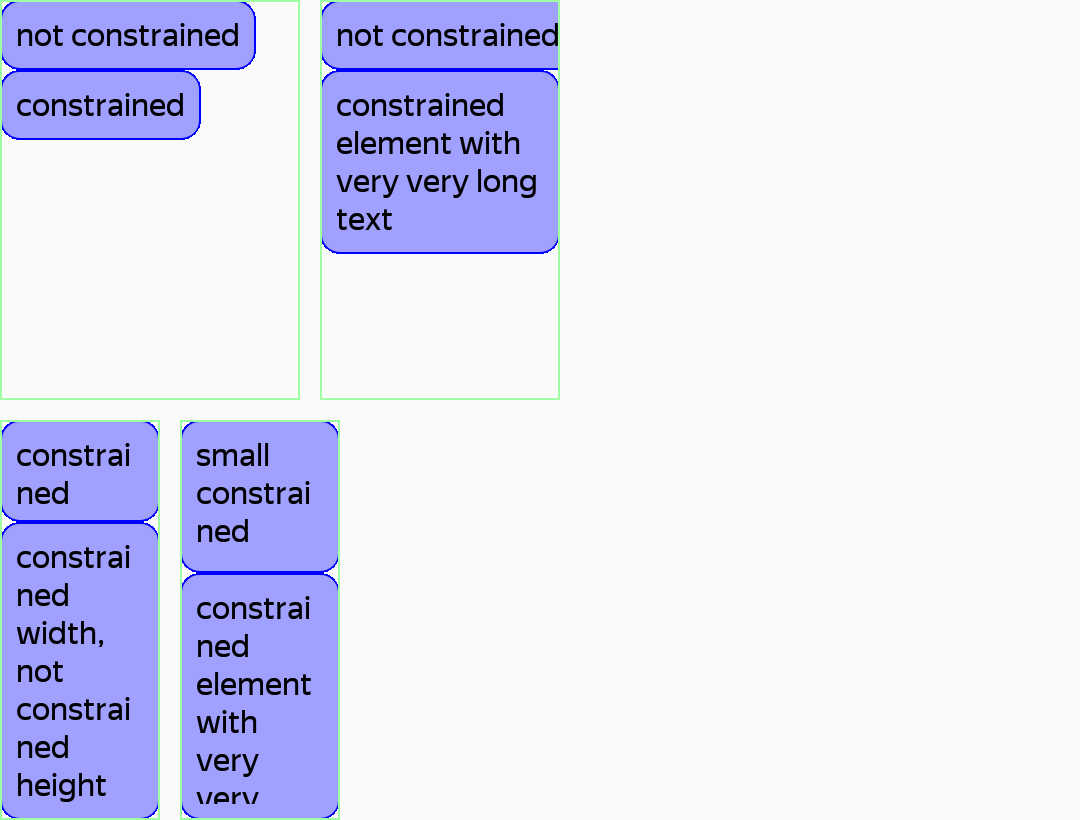 not constrained
constrained
not constrained
constrained
element with
very very long
text
constrai
ned
constrai
ned
width,
not
constrai
ned
height
small
constrai
ned
constrai
ned
element
with
very
very